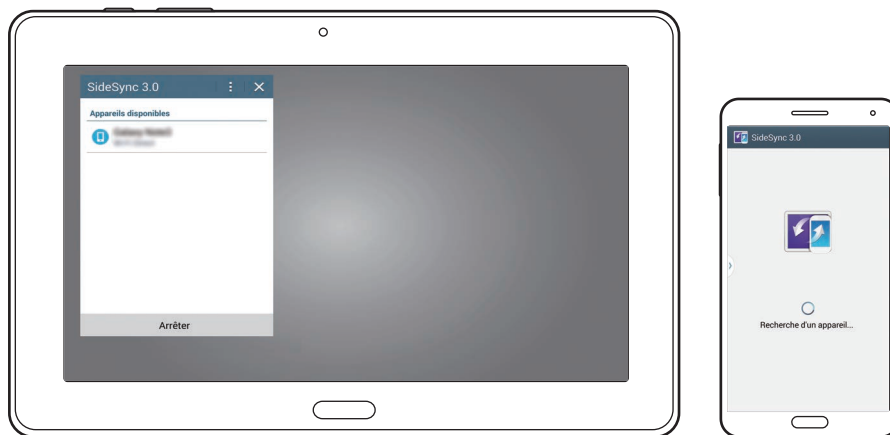 SideSync 3.0
Appareils disponibles
Arrêter
SideSync 3.0
Recherche d'un appareil...